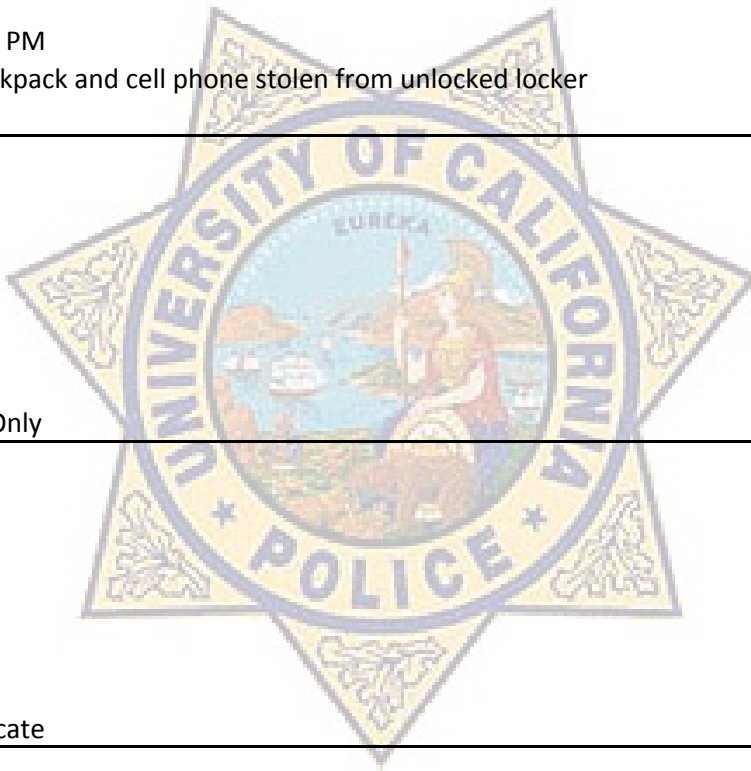 PM
kpack and cell phone stolen from unlocked locker
UNIVERSITY OF CALIFORNIA
EUREKA
Only
POLICE
cate